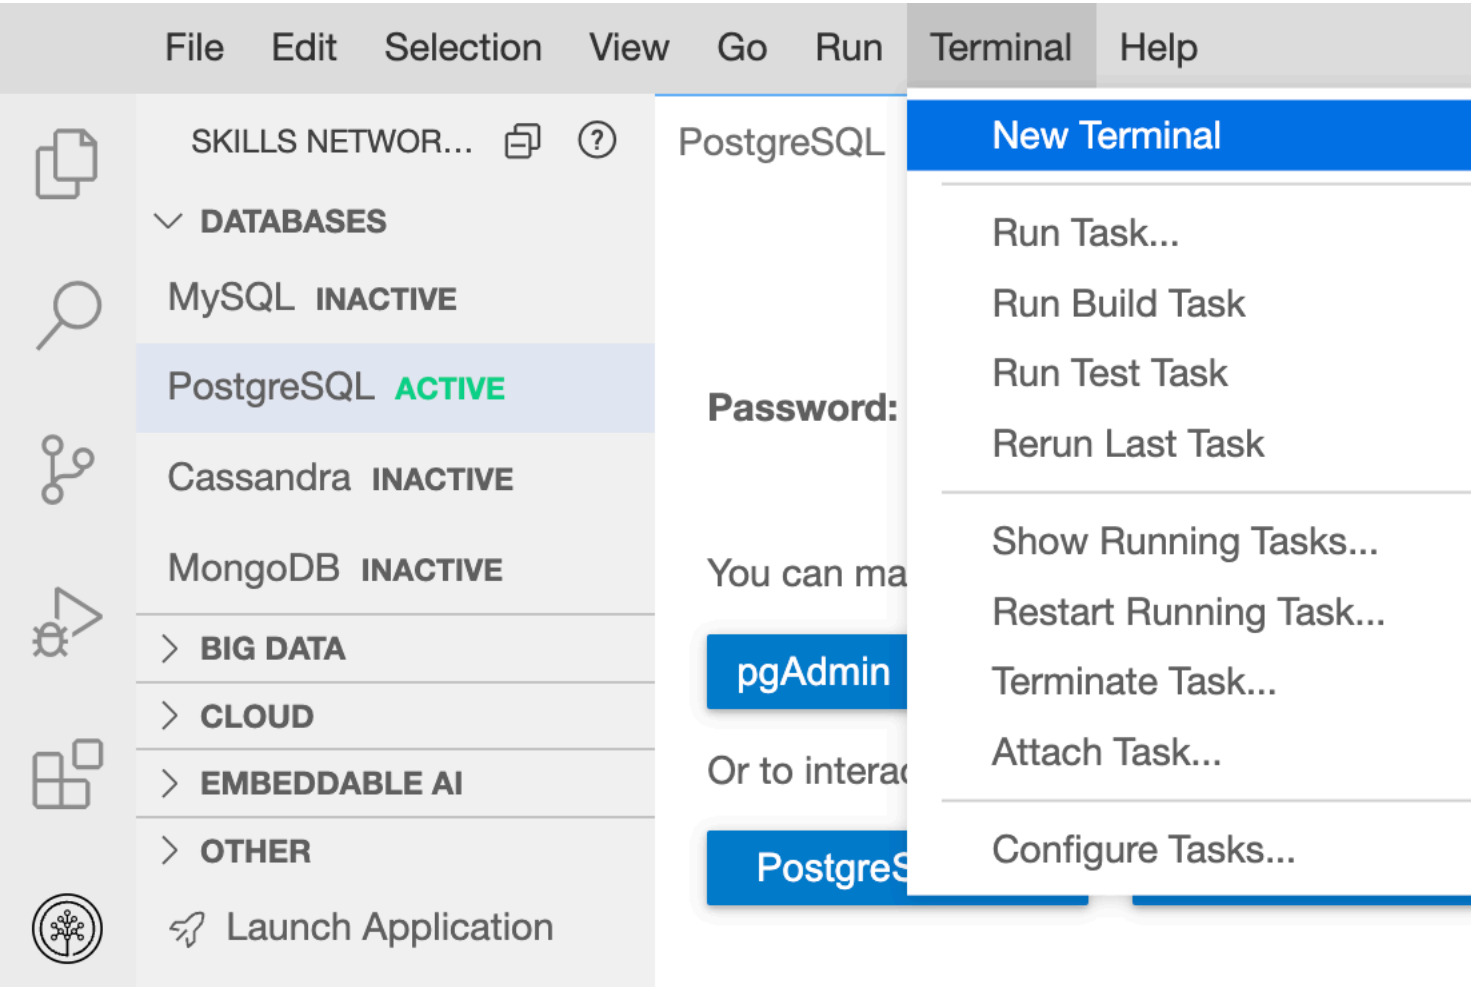 File Edit Selection View Go Run Terminal Help
SKILLS NETWOR...
DATABASES
MySQL INACTIVE
PostgreSQL ACTIVE
Cassandra INACTIVE
MongoDB INACTIVE
BIG DATA
CLOUD
EMBEDDABLE AI
OTHER
Launch Application
PostgreSQL
Password:
You can ma
pgAdmin
Or to interac
PostgreS
New Terminal
Run Task...
Run Build Task
Run Test Task
Rerun Last Task
Show Running Tasks...
Restart Running Task...
Terminate Task...
Attach Task...
Configure Tasks...